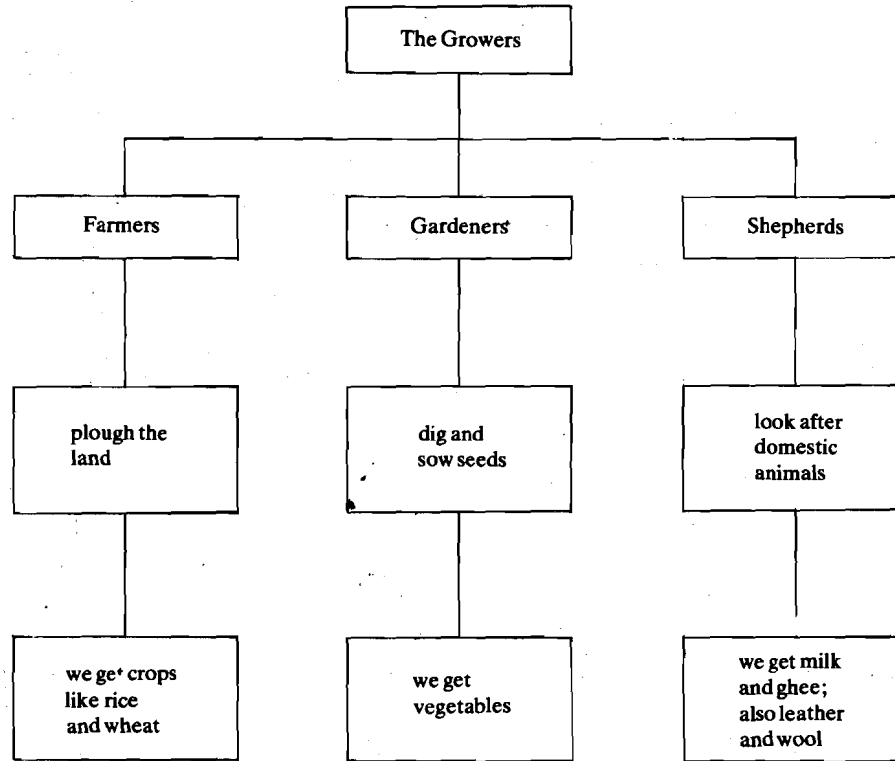 The Growers
Farmers
Gardeners
Shepherds
plough the
land
dig and
sow seeds
look after
domestic
animals
we get crops
like rice
and wheat
we get
vegetables
we get milk
and ghee;
also leather
and wool